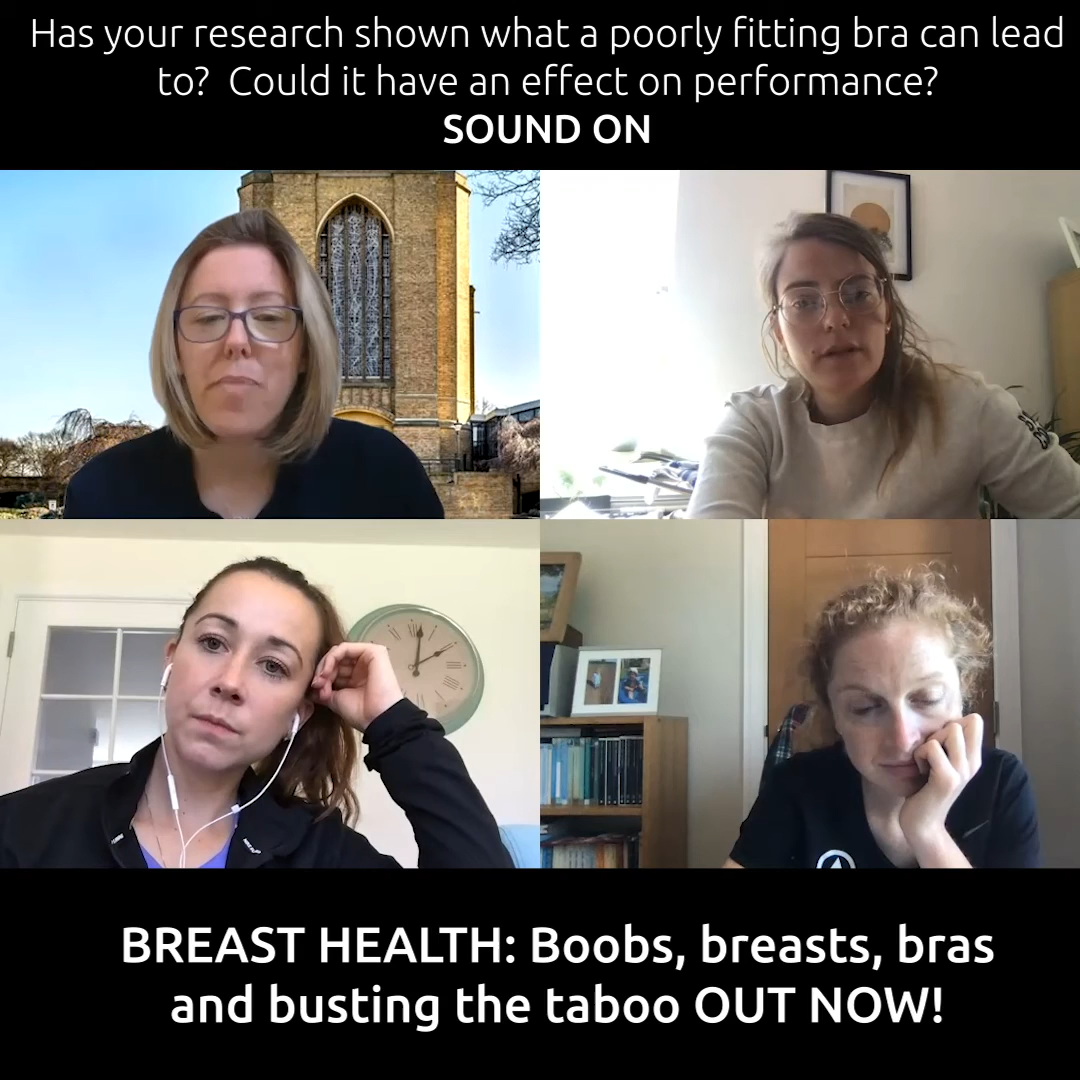 Has your research shown what a poorly fitting bra can lead
to?  Could it have an effect on performance?
SOUND ON
BREAST HEALTH: Boobs, breasts, bras
and busting the taboo OUT NOW!